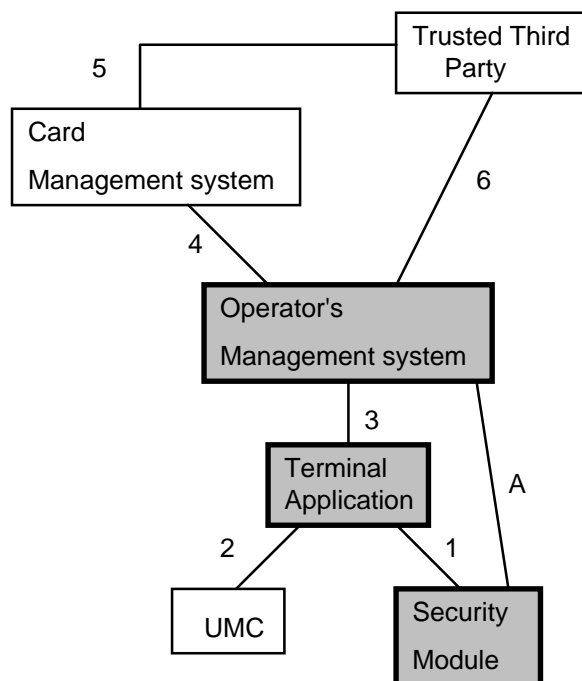 Trusted Third
Party
5
Card
Management system
6
4
Operator's
Management system
3
Terminal
Application
A
2
1
UMC
Security
Module